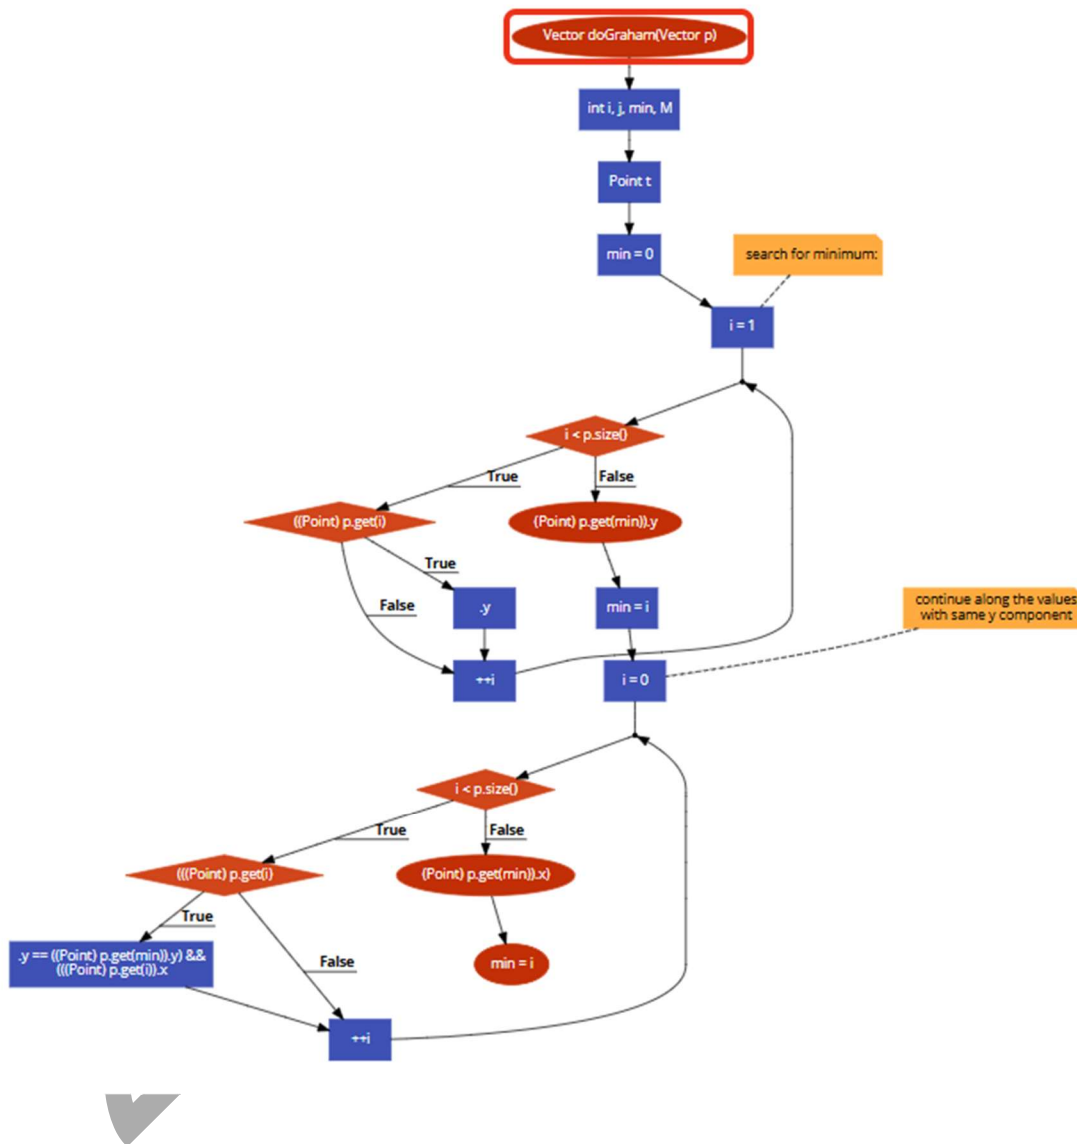 Vector doGraham(Vector p)
int i, j, min, M
Point t
min = 0
search for minimum:
i = 1
i < p.size()
True
False
((Point) p.get(i)
(Point) p.get(min)).y
True
False
.y
min = i
continue along the values
with same y component
++i
i = 0
i < p.size()
True
False
(((Point) p.get(i)
(Point) p.get(min)).x)
True
.y == ((Point) p.get(min)).y) &&
(((Point) p.get(i)).x
False
min = i
++i